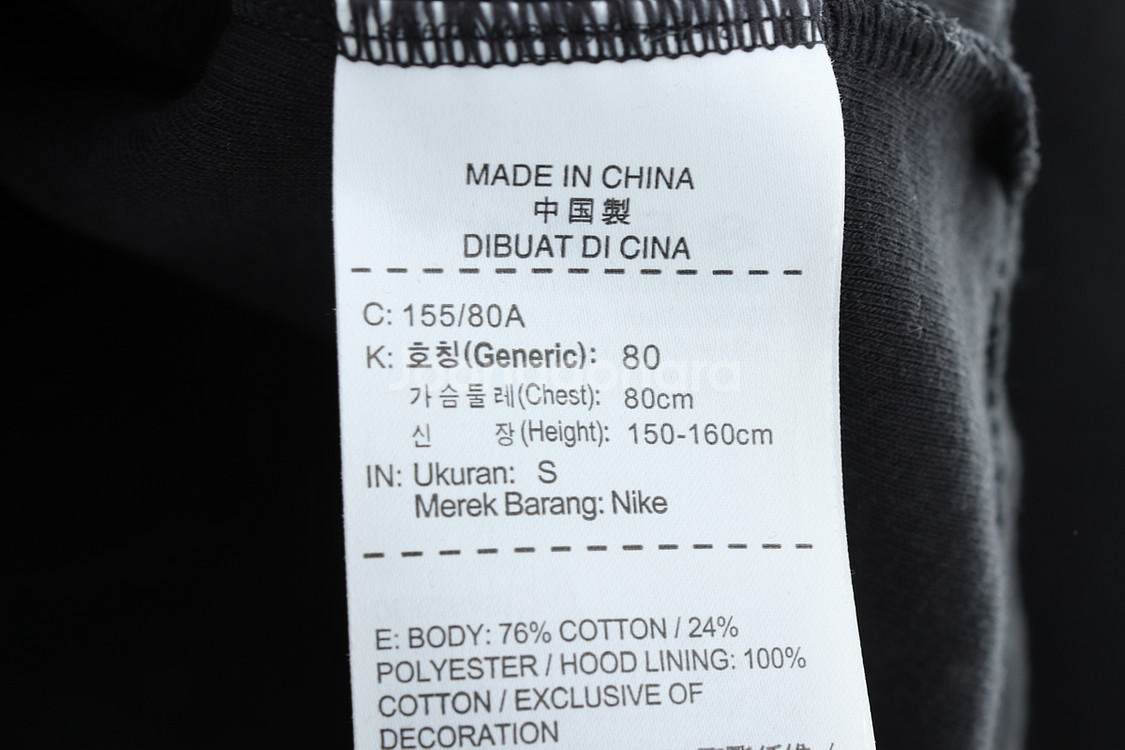 MADE IN CHINA
中国製
DIBUAT DI CINA
C: 155/80A
K: 호칭(Generic): 80
가슴둘레(Chest): 80cm
신 장(Height): 150-160cm
IN: Ukuran: S
Merek Barang: Nike
E: BODY: 76% COTTON / 24%
POLYESTER / HOOD LINING: 100%
COTTON / EXCLUSIVE OF
DECORATION